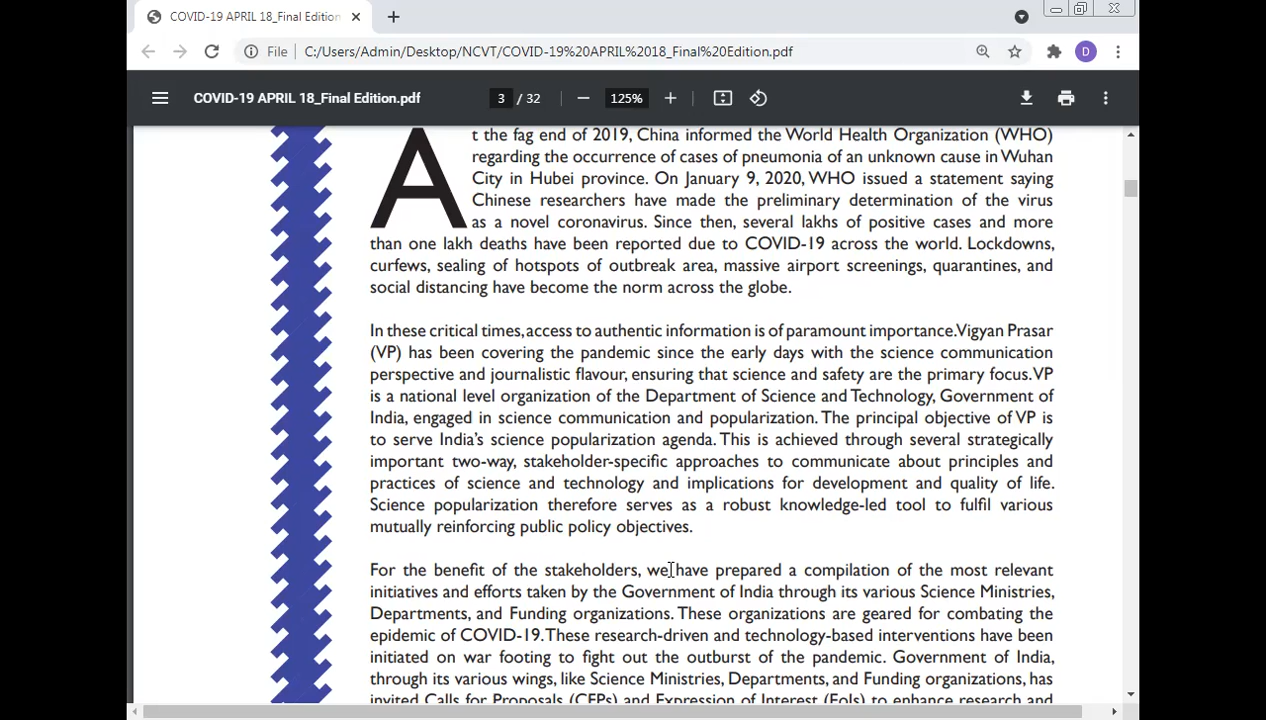 COVID-19 APRIL 18_Final Edition
File C:/Users/Admin/Desktop/NCVT/COVID-19%20APRIL%2018_Final%20Edition.pdf
D
COVID-19 APRIL 18_Final Edition.pdf
3 / 32
125%
At the fag end of 2019, China informed the World Health Organization (WHO)
regarding the occurrence of cases of pneumonia of an unknown cause in Wuhan
City in Hubei province. On January 9, 2020, WHO issued a statement saying
Chinese researchers have made the preliminary determination of the virus
as a novel coronavirus. Since then, several lakhs of positive cases and more
than one lakh deaths have been reported due to COVID-19 across the world. Lockdowns,
curfews, sealing of hotspots of outbreak area, massive airport screenings, quarantines, and
social distancing have become the norm across the globe.
In these critical times, access to authentic information is of paramount importance. Vigyan Prasar
(VP) has been covering the pandemic since the early days with the science communication
perspective and journalistic flavour, ensuring that science and safety are the primary focus. VP
is a national level organization of the Department of Science and Technology, Government of
India, engaged in science communication and popularization. The principal objective of VP is
to serve India's science popularization agenda. This is achieved through several strategically
important two-way, stakeholder-specific approaches to communicate about principles and
practices of science and technology and implications for development and quality of life.
Science popularization therefore serves as a robust knowledge-led tool to fulfil various
mutually reinforcing public policy objectives.
For the benefit of the stakeholders, we have prepared a compilation of the most relevant
initiatives and efforts taken by the Government of India through its various Science Ministries,
Departments, and Funding organizations. These organizations are geared for combating the
epidemic of COVID-19. These research-driven and technology-based interventions have been
initiated on war footing to fight out the outburst of the pandemic. Government of India,
through its various wings, like Science Ministries, Departments, and Funding organizations, has
invited Calls for Proposals (CFPs) and Expression of Interest (EoIs) to enhance research and